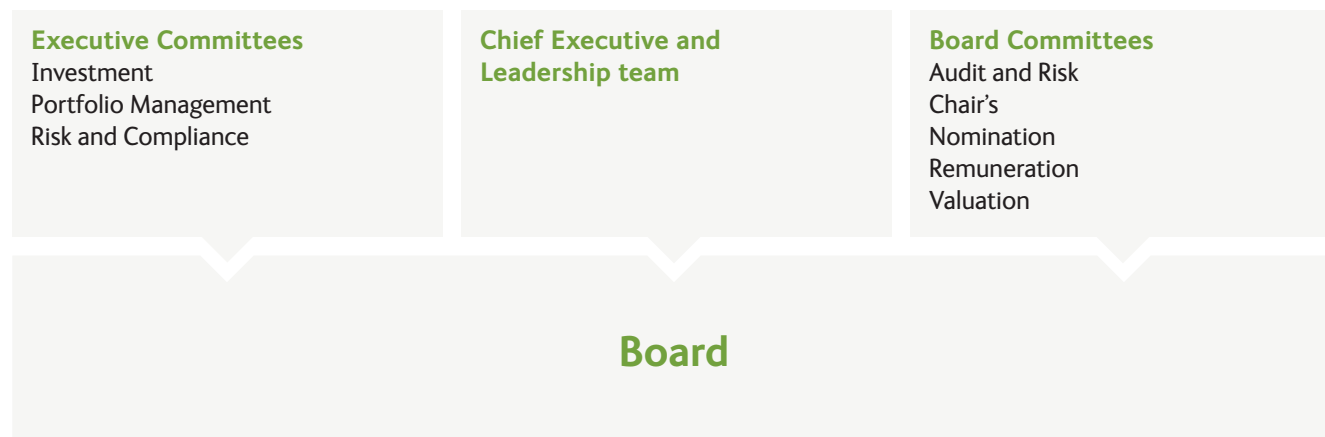 Executive Committees
Investment
Portfolio Management
Risk and Compliance
Chief Executive and
Leadership team
Board Committees
Audit and Risk
Chair’s
Nomination
Remuneration
Valuation
Board